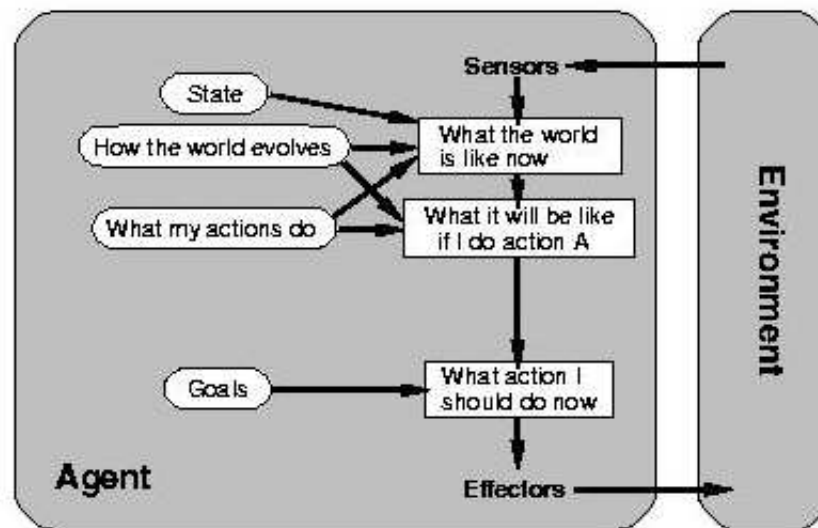 Sensors
State
What the world
is like now
How the world evolves
What it will be like
if I do action A
What my actions do
Environment
What action I
should do now
Goals
Agent
Effectors